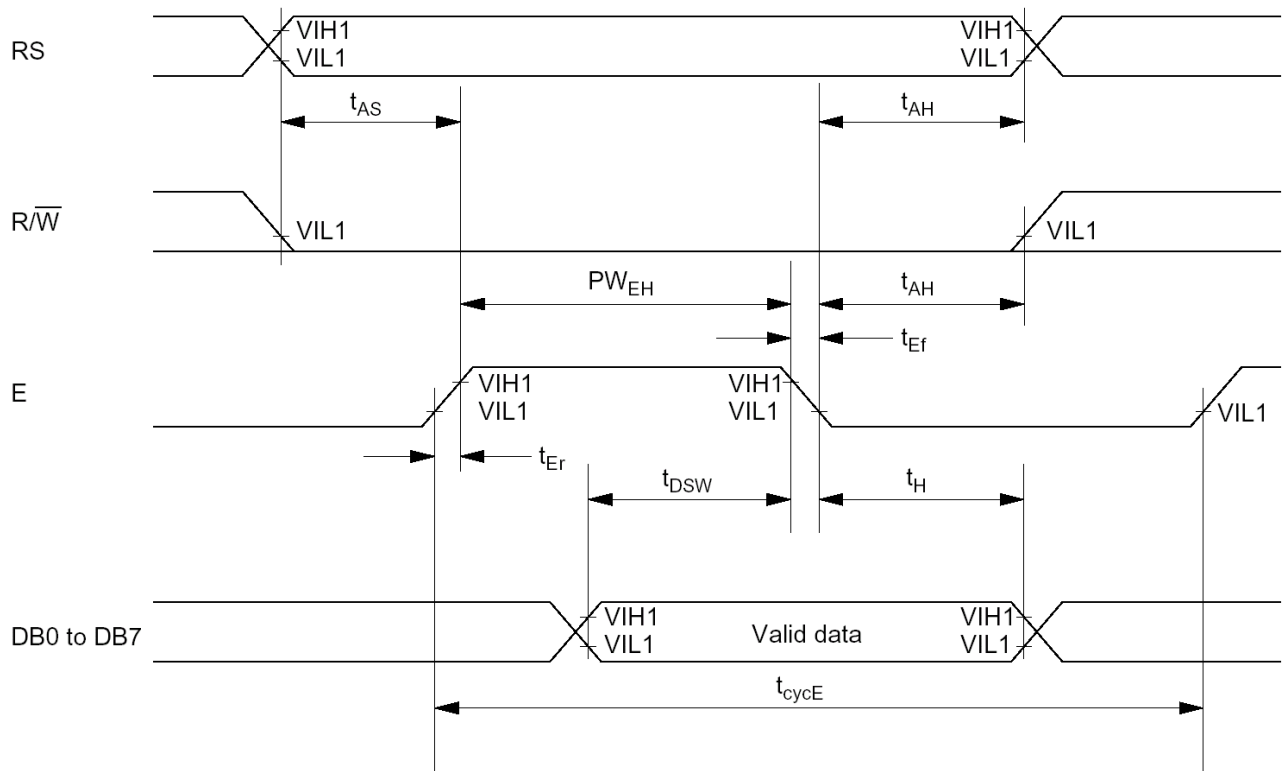 RS
VIH1
VIL1
VIH1
VIL1
tAS
tAH
R/W̅
VIL1
VIL1
PWEH
tAH
tEf
E
VIH1
VIL1
VIH1
VIL1
VIL1
tEr
tDSW
tH
DB0 to DB7
VIH1
VIL1
Valid data
VIH1
VIL1
tcycE